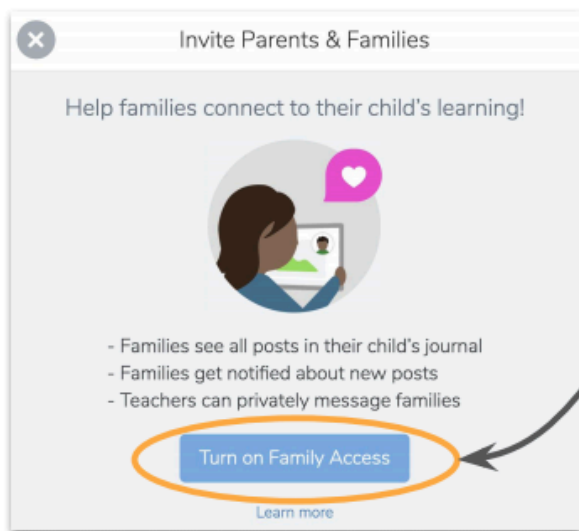 Invite Parents & Families
Help families connect to their child's learning!
- Families see all posts in their child's journal
- Families get notified about new posts
- Teachers can privately message families
Turn on Family Access
Learn more